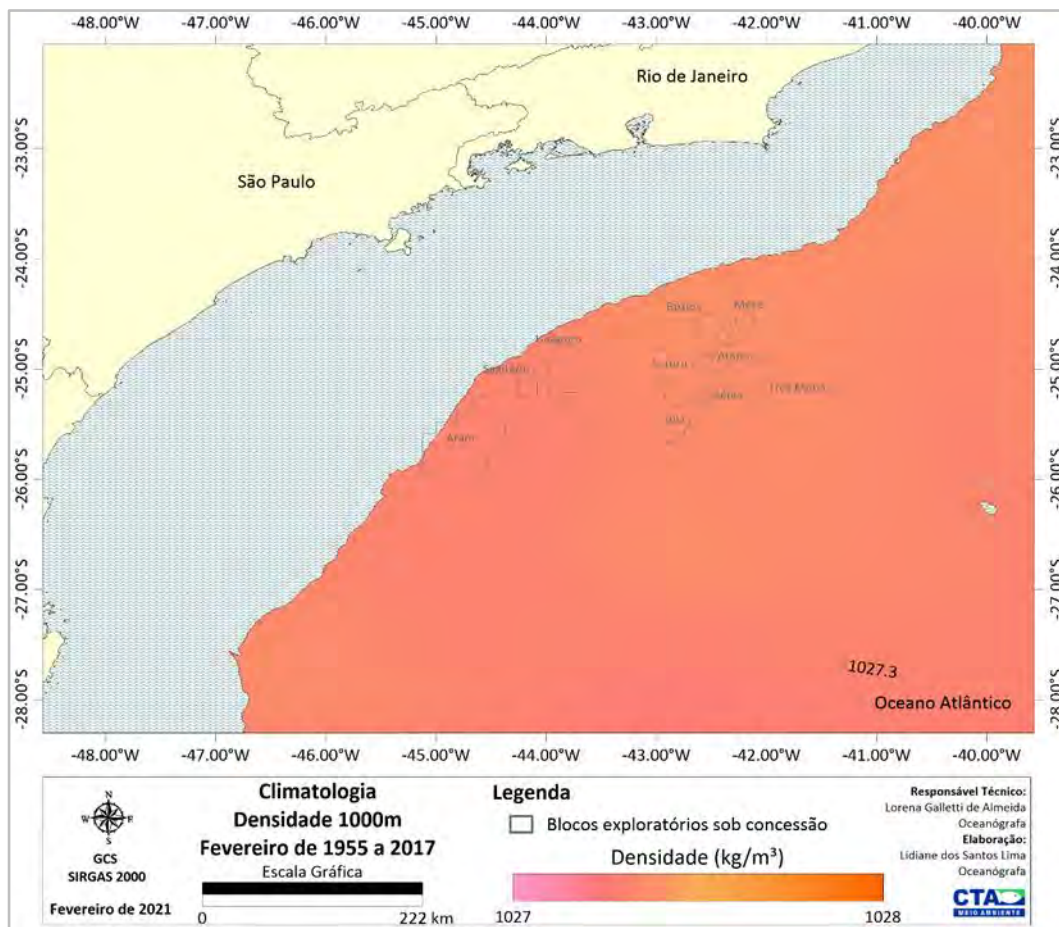 -48.00°W -47.00°W -46.00°W -45.00°W -44.00°W -43.00°W -42.00°W -41.00°W -40.00°W
Rio de Janeiro
São Paulo
-23.00°S
-24.00°S
-25.00°S
-26.00°S
-27.00°S
-28.00°S
-23.00°S
-24.00°S
-25.00°S
-26.00°S
-27.00°S
-28.00°S
Aram
1027.3
Oceano Atlântico
-48.00°W -47.00°W -46.00°W -45.00°W -44.00°W -43.00°W -42.00°W -41.00°W -40.00°W
N
W E
S
GCS
SIRGAS 2000
Fevereiro de 2021
Climatologia
Densidade 1000m
Fevereiro de 1955 a 2017
Escala Gráfica
0 222 km
Legenda
Blocos exploratórios sob concessão
Densidade (kg/m³)
1027 1028
Responsável Técnico:
Lorena Galletti de Almeida
Oceanógrafa
Elaboração:
Lidiane dos Santos Lima
Oceanógrafa
CTA
MEIO AMBIENTE